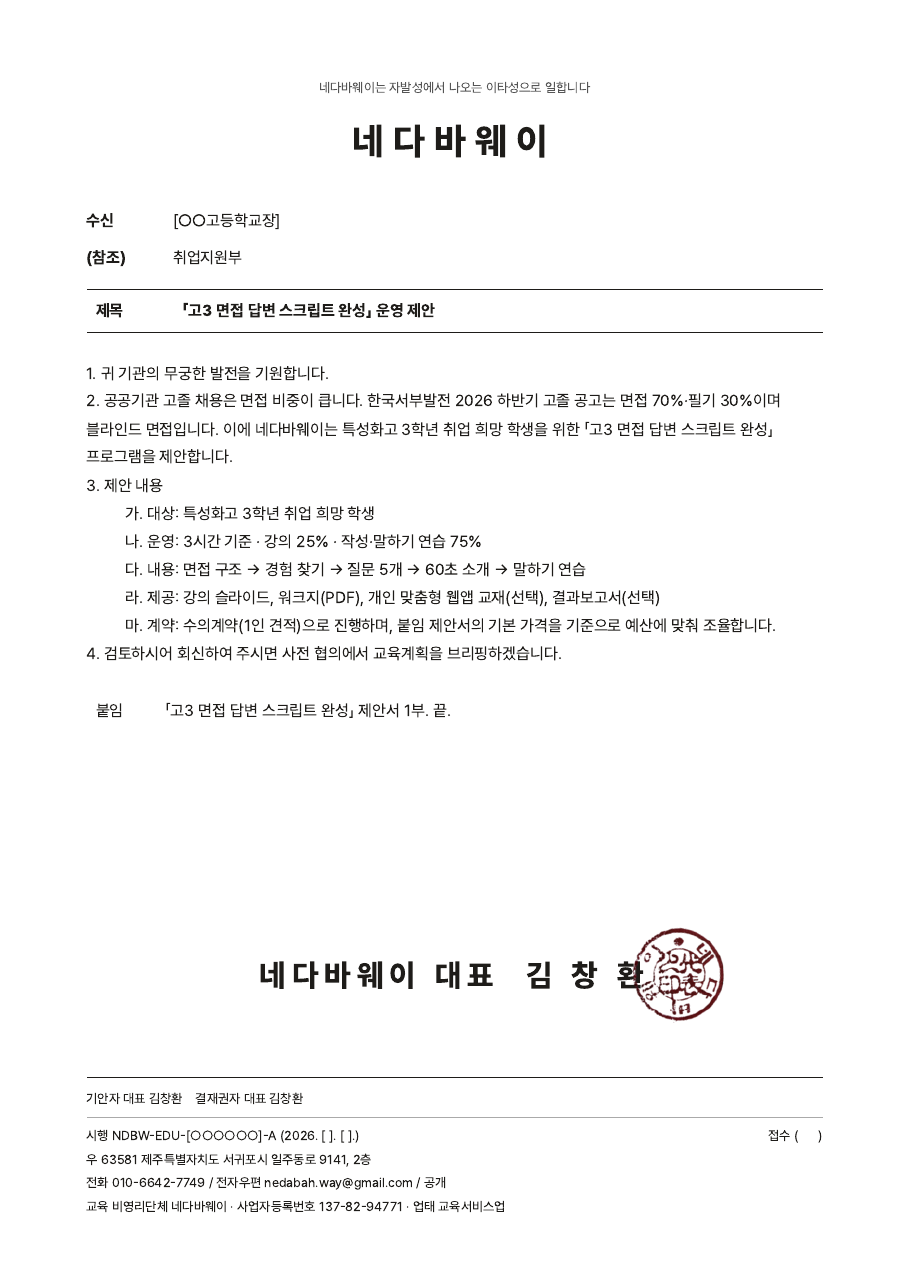 네다바웨이는 자발성에서 나오는 이타성으로 일합니다
네다바웨이
수신 [○○고등학교장]
(참조) 취업지원부
제목 「고3 면접 답변 스크립트 완성」 운영 제안
1. 귀 기관의 무궁한 발전을 기원합니다.
2. 공공기관 고졸 채용은 면접 비중이 큽니다. 한국서부발전 2026 하반기 고졸 공고는 면접 70%·필기 30%이며
블라인드 면접입니다. 이에 네다바웨이는 특성화고 3학년 취업 희망 학생을 위한 「고3 면접 답변 스크립트 완성」
프로그램을 제안합니다.
3. 제안 내용
가. 대상: 특성화고 3학년 취업 희망 학생
나. 운영: 3시간 기준 · 강의 25% · 작성·말하기 연습 75%
다. 내용: 면접 구조 → 경험 찾기 → 질문 5개 → 60초 소개 → 말하기 연습
라. 제공: 강의 슬라이드, 워크지(PDF), 개인 맞춤형 웹앱 교재(선택), 결과보고서(선택)
마. 계약: 수의계약(1인 견적)으로 진행하며, 붙임 제안서의 기본 가격을 기준으로 예산에 맞춰 조율합니다.
4. 검토하시어 회신하여 주시면 사전 협의에서 교육계획을 브리핑하겠습니다.
붙임 「고3 면접 답변 스크립트 완성」 제안서 1부. 끝.
네다바웨이 대표 김 창 환
기안자 대표 김창환 결재권자 대표 김창환
시행 NDBW-EDU-[○○○○○○]-A (2026. [ ]. [ ].) 접수 ( )
우 63581 제주특별자치도 서귀포시 일주동로 9141, 2층
전화 010-6642-7749 / 전자우편 nedabah.way@gmail.com / 공개
교육 비영리단체 네다바웨이 · 사업자등록번호 137-82-94771 · 업태 교육서비스업